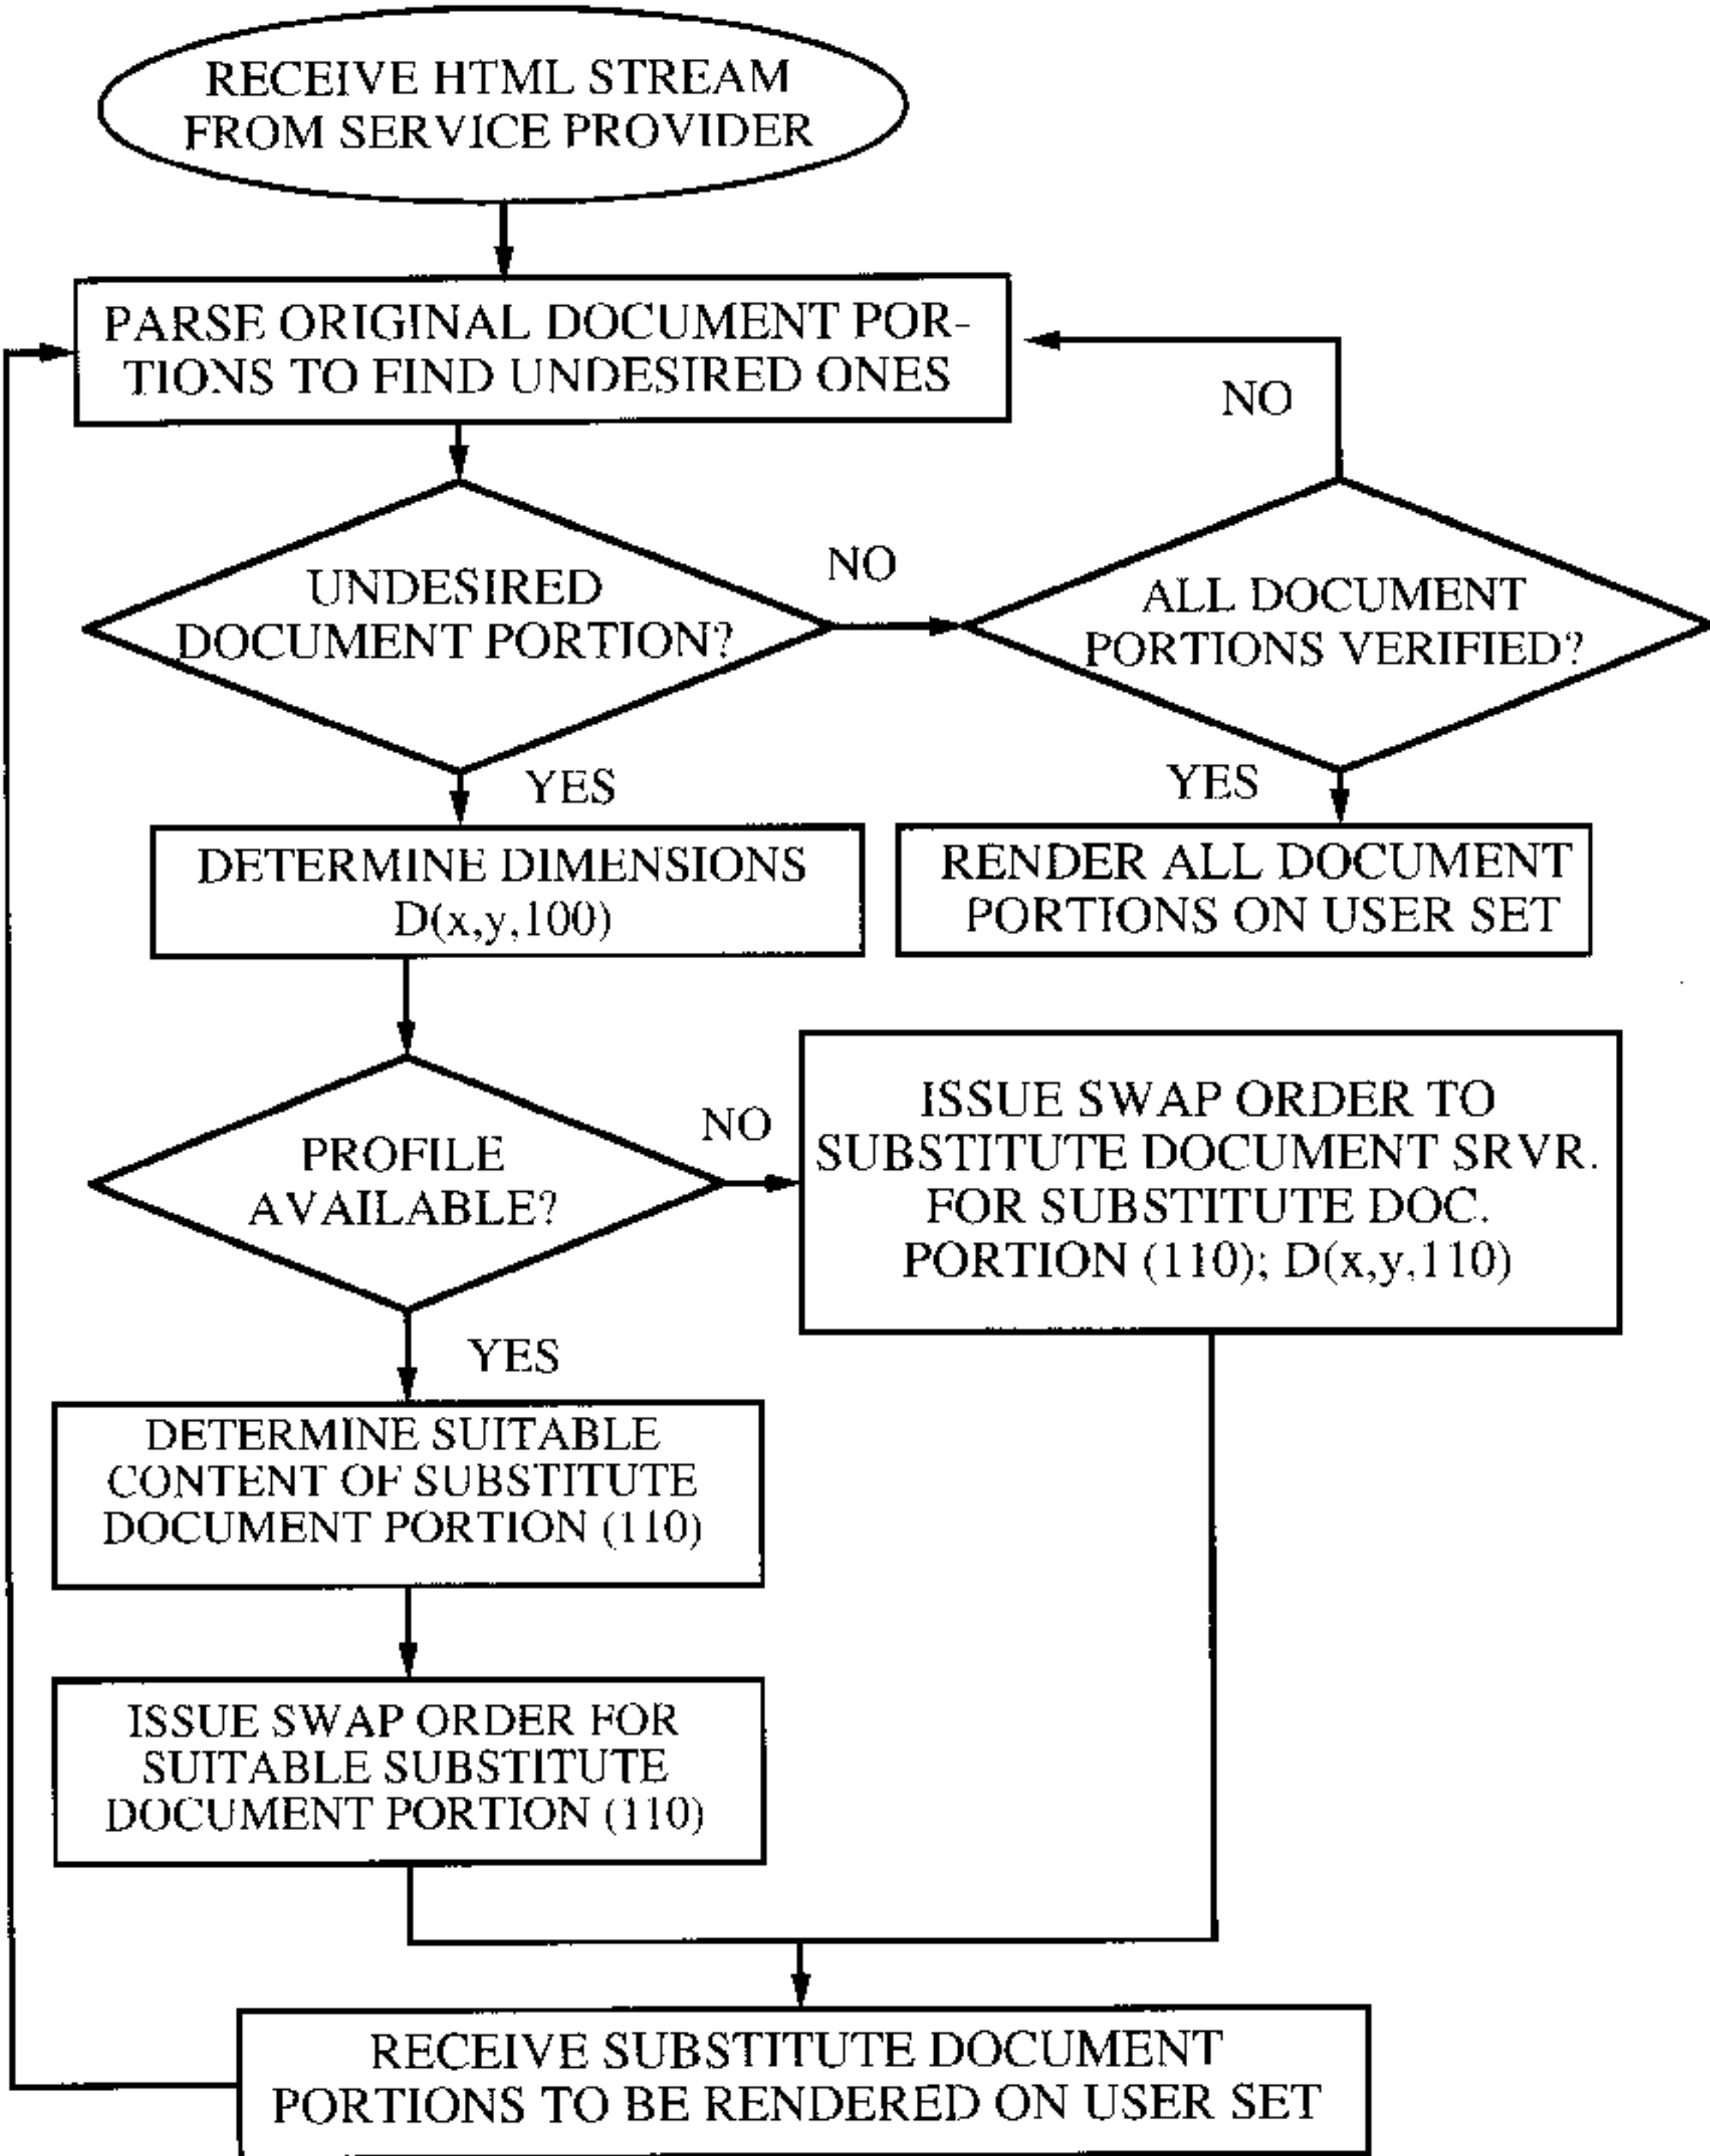 RECEIVE HTML STREAM
FROM SERVICE PROVIDER
PARSE ORIGINAL DOCUMENT POR-
TIONS TO FIND UNDESIRED ONES
NO
UNDESIRED
DOCUMENT PORTION?
NO
ALL DOCUMENT
PORTIONS VERIFIED?
YES
YES
DETERMINE DIMENSIONS
D(x,y,100)
RENDER ALL DOCUMENT
PORTIONS ON USER SET
PROFILE
AVAILABLE?
NO
ISSUE SWAP ORDER TO
SUBSTITUTE DOCUMENT SRVR.
FOR SUBSTITUTE DOC.
PORTION (110); D(x,y,110)
YES
DETERMINE SUITABLE
CONTENT OF SUBSTITUTE
DOCUMENT PORTION (110)
ISSUE SWAP ORDER FOR
SUITABLE SUBSTITUTE
DOCUMENT PORTION (110)
RECEIVE SUBSTITUTE DOCUMENT
PORTIONS TO BE RENDERED ON USER SET